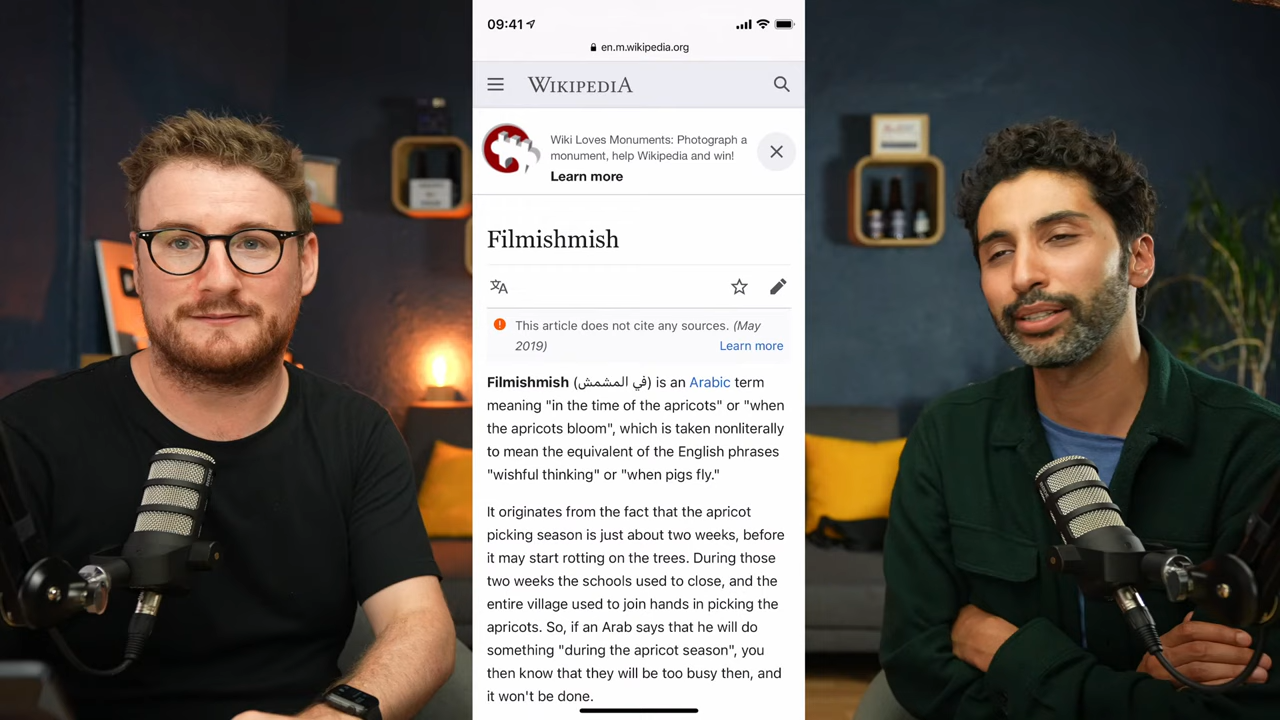 09:41
en.m.wikipedia.org
WIKIPEDIA
Wiki Loves Monuments: Photograph a
monument, help Wikipedia and win!
Learn more
Filmishmish
This article does not cite any sources. (May
2019)
Learn more
Filmishmish (في المشمش) is an Arabic term
meaning "in the time of the apricots" or "when
the apricots bloom", which is taken nonliterally
to mean the equivalent of the English phrases
"wishful thinking" or "when pigs fly."
It originates from the fact that the apricot
picking season is just about two weeks, before
it may start rotting on the trees. During those
two weeks the schools used to close, and the
entire village used to join hands in picking the
apricots. So, if an Arab says that he will do
something "during the apricot season", you
then know that they will be too busy then, and
it won't be done.